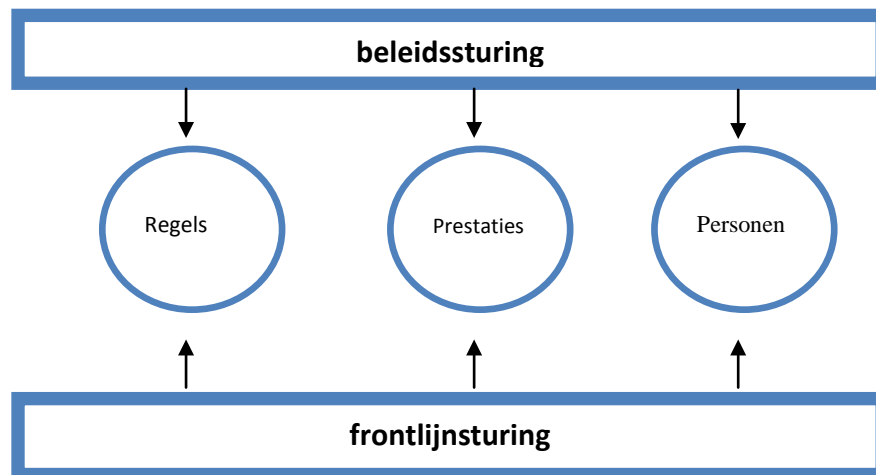 beleidssturing
Regels
Prestaties
Personen
frontlijnsturing